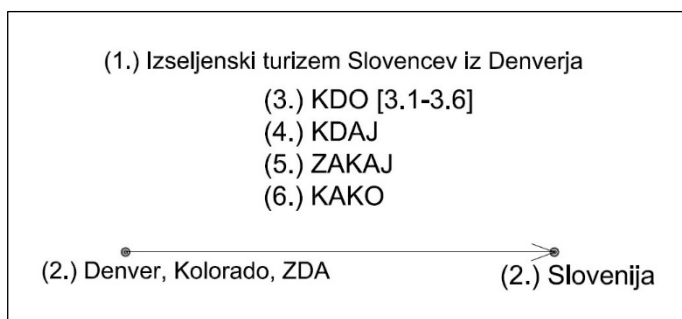 (1.) Izseljenski turizem Slovencev iz Denverja
(3.) KDO [3.1-3.6]
(4.) KDAJ
(5.) ZAKAJ
(6.) KAKO
(2.) Denver, Kolorado, ZDA
(2.) Slovenija